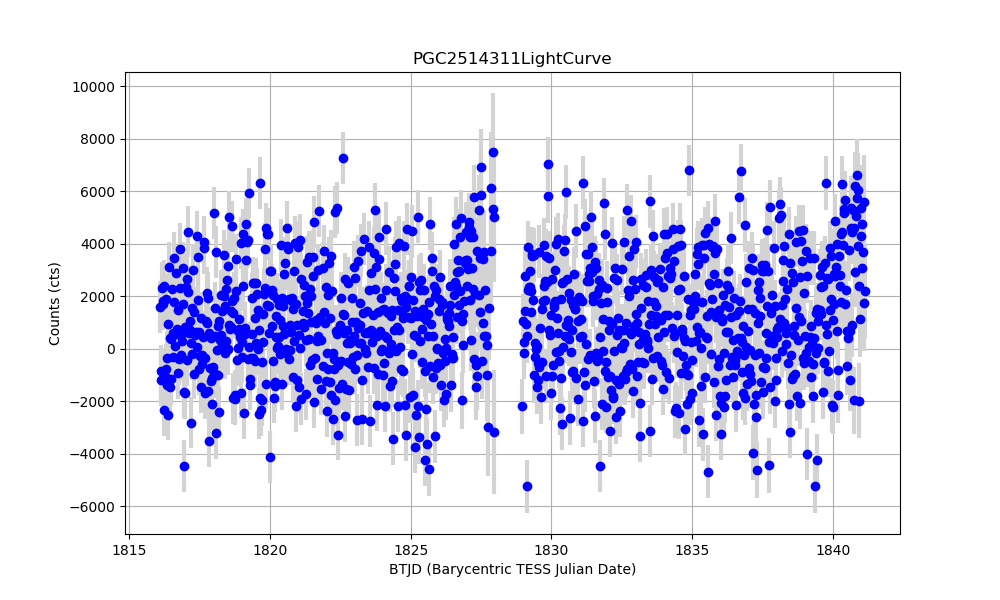 PGC2514311LightCurve
10000
8000
6000
4000
2000
0
−2000
−4000
−6000
Counts (cts)
1815 1820 1825 1830 1835 1840
BTJD (Barycentric TESS Julian Date)